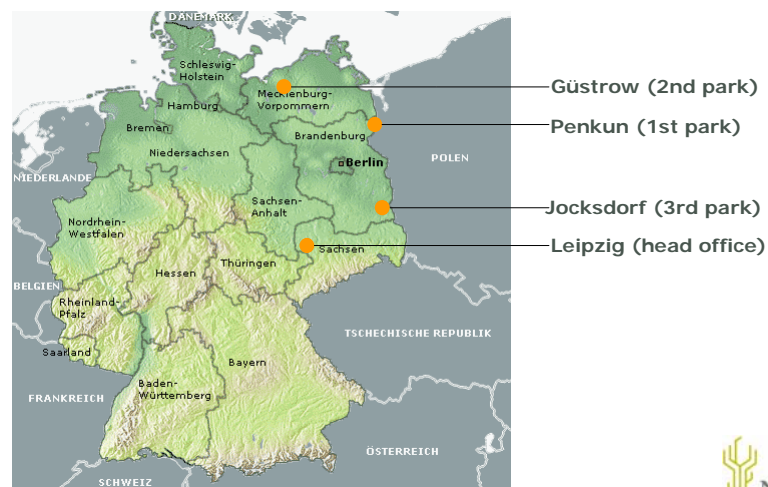 DÄNEMARK
Schleswig-
Holstein
Güstrow (2nd park)
Mecklenburg-
Vorpommern
Hamburg
Penkun (1st park)
Bremen
Brandenburg
Niedersachsen
Berlin
POLEN
NIEDERLANDE
Sachsen-
Anhalt
Jocksdorf (3rd park)
Nordrhein-
Westfalen
Leipzig (head office)
Sachsen
Thüringen
Hessen
BELGIEN
Rheinland-
Pfalz
TSCHECHISCHE REPUBLIK
Saarland
Bayern
Baden-
Württemberg
FRANKREICH
ÖSTERREICH
SCHWEIZ